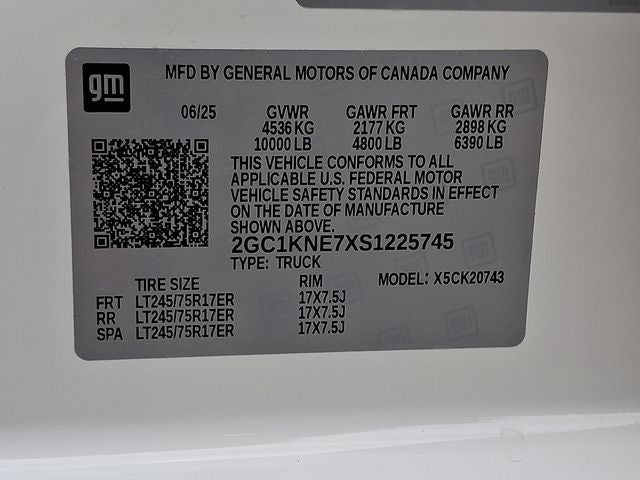 gm
MFD BY GENERAL MOTORS OF CANADA COMPANY
06/25 GVWR GAWR FRT GAWR RR
4536 KG 2177 KG 2898 KG
10000 LB 4800 LB 6390 LB
THIS VEHICLE CONFORMS TO ALL
APPLICABLE U.S. FEDERAL MOTOR
VEHICLE SAFETY STANDARDS IN EFFECT
ON THE DATE OF MANUFACTURE
SHOWN ABOVE.
2GC1KNE7XS1225745
TYPE: TRUCK MODEL: X5CK20743
TIRE SIZE RIM
FRT LT245/75R17ER 17X7.5J
RR LT245/75R17ER 17X7.5J
SPA LT245/75R17ER 17X7.5J